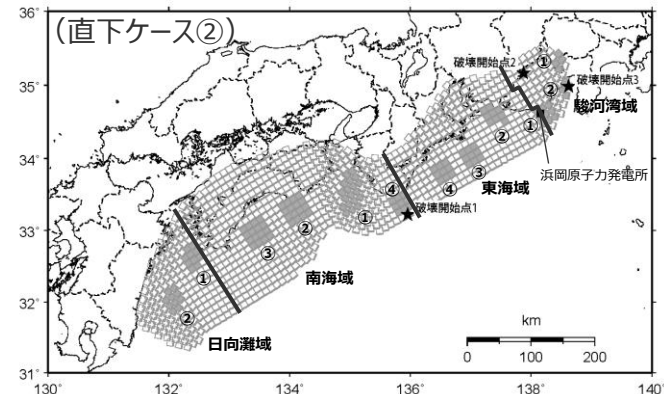 (直下ケース②)
36°
35°
34°
33°
32°
31°
130°
132°
134°
136°
138°
140°
破壊開始点2
①
破壊開始点3
②
駿河湾域
①
②
浜岡原子力発電所
③
④
④
東海域
破壊開始点1
①
②
③
南海域
①
②
日向灘域
km
0
100
200